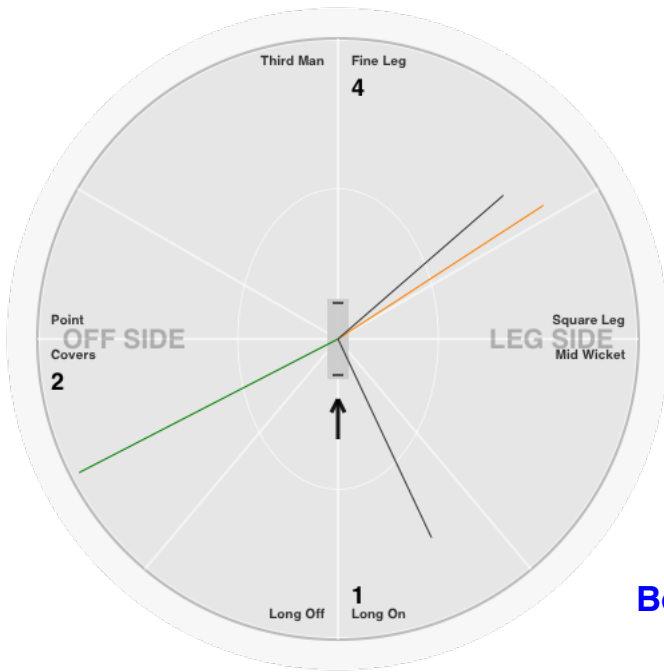 Third Man
Fine Leg
4
Point
Square Leg
OFF SIDE
LEG SIDE
Covers
Mid Wicket
2
1
Long Off
Long On